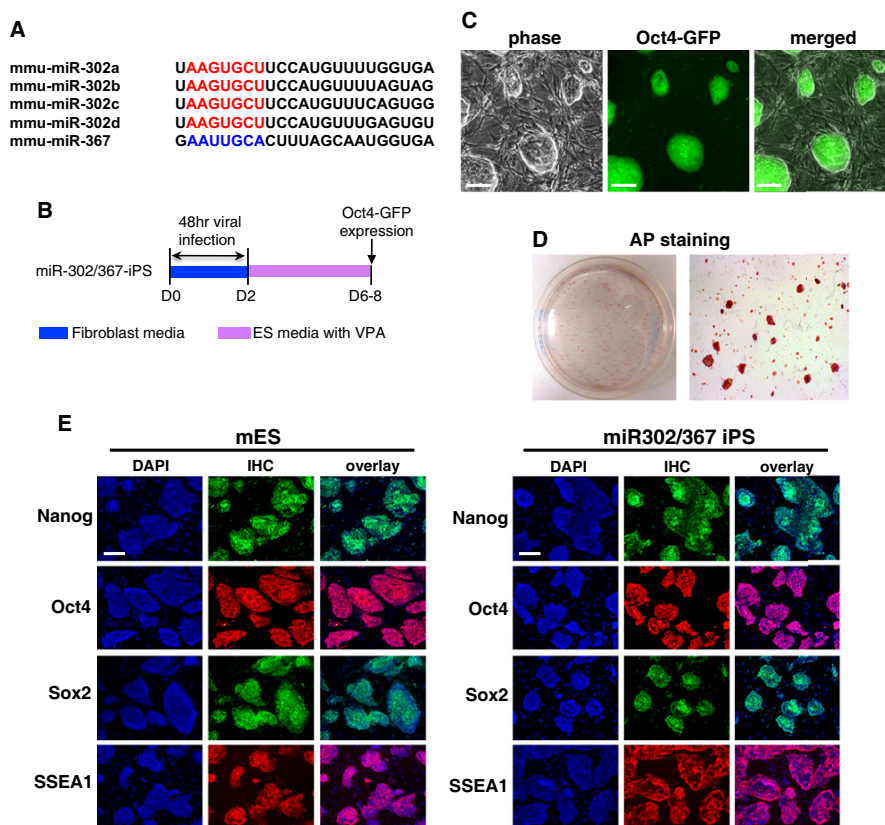 A
mmu-miR-302a UAAGUGCUUCCAUGUUUUGGUGA
mmu-miR-302b UAAGUGCUUCCAUGUUUUAGUAG
mmu-miR-302c UAAGUGCUUCCAUGUUUCAGUGG
mmu-miR-302d UAAGUGCUUCCAUGUUUGAGUGU
mmu-miR-367 GAAUUGCACUUUAGCAAUGGUGA
B
48hr viral
infection
Oct4-GFP
expression
miR-302/367-iPS
D0 D2 D6-8
Fibroblast media ES media with VPA
C
phase Oct4-GFP merged
D
AP staining
E
mES
DAPI IHC overlay
Nanog
Oct4
Sox2
SSEA1
miR302/367 iPS
DAPI IHC overlay
Nanog
Oct4
Sox2
SSEA1